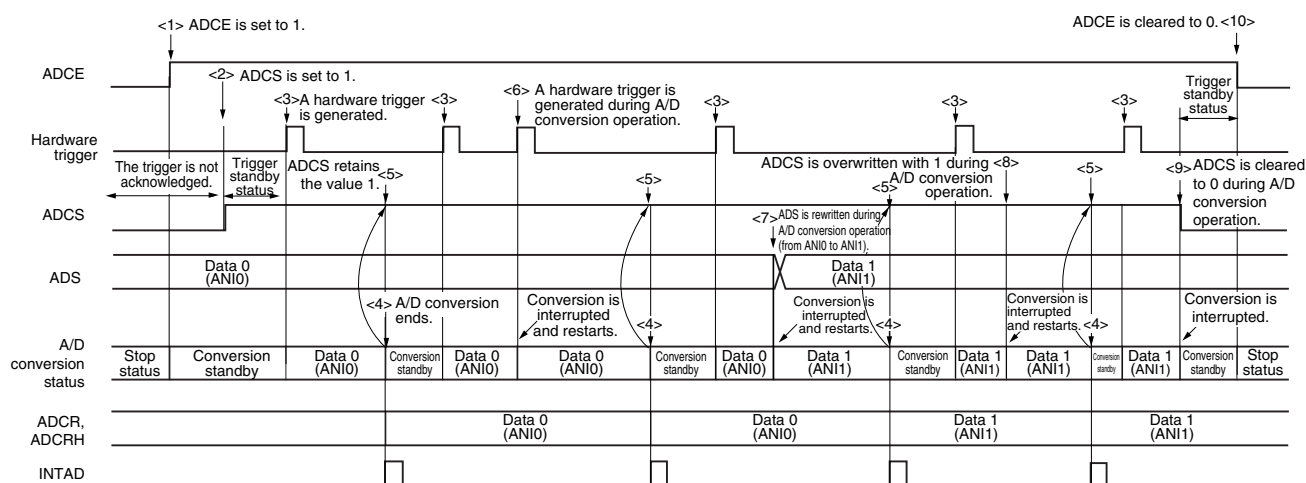 <1> ADCE is set to 1.
ADCE is cleared to 0. <10>
ADCE
<2> ADCS is set to 1.
<3> A hardware trigger
is generated.
<3>
<6> A hardware trigger is
generated during A/D
conversion operation.
<3>
<3>
<3>
Trigger
standby
status
Hardware
trigger
The trigger is not
acknowledged.
Trigger
standby
status
ADCS retains
the value 1.
<5>
<5>
ADCS is overwritten with 1 during <8>
A/D conversion
operation.
<5>
<5>
<9> ADCS is cleared
to 0 during A/D
conversion
operation.
ADCS
<7> ADS is rewritten during
A/D conversion operation
(from ANI0 to ANI1).
ADS
Data 0
(ANI0)
Data 1
(ANI1)
<4> A/D conversion
ends.
Conversion is
interrupted
and restarts.
<4>
Conversion is
interrupted
and restarts.
<4>
Conversion is
interrupted
and restarts.
<4>
Conversion is
interrupted.
A/D
conversion
status
Stop
status
Conversion
standby
Data 0
(ANI0)
Conversion
standby
Data 0
(ANI0)
Data 0
(ANI0)
Conversion
standby
Data 0
(ANI0)
Data 1
(ANI1)
Conversion
standby
Data 1
(ANI1)
Data 1
(ANI1)
Conversion
standby
Data 1
(ANI1)
Conversion
standby
Stop
status
ADCR,
ADCRH
Data 0
(ANI0)
Data 0
(ANI0)
Data 1
(ANI1)
Data 1
(ANI1)
INTAD